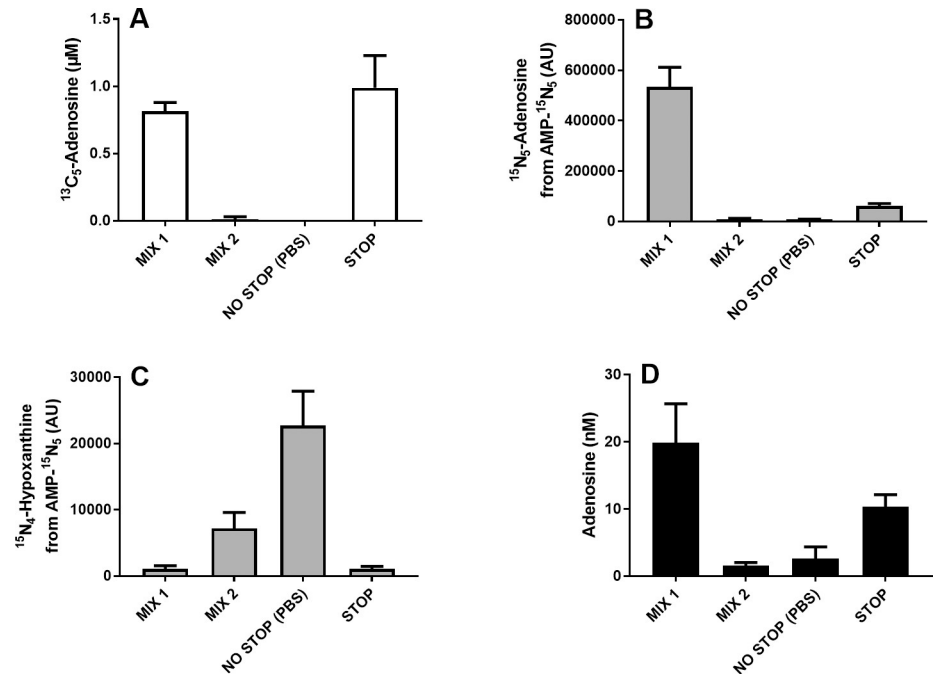 A
¹³C₅-Adenosine (µM)
1.5
1.0
0.5
0.0
MIX 1
MIX 2
NO STOP (PBS)
STOP
B
¹⁵N₅-Adenosine
from AMP-¹⁵N₅ (AU)
800000
600000
400000
200000
0
MIX 1
MIX 2
NO STOP (PBS)
STOP
C
¹⁵N₄-Hypoxanthine
from AMP-¹⁵N₅ (AU)
30000
20000
10000
0
MIX 1
MIX 2
NO STOP (PBS)
STOP
D
Adenosine (nM)
30
20
10
0
MIX 1
MIX 2
NO STOP (PBS)
STOP